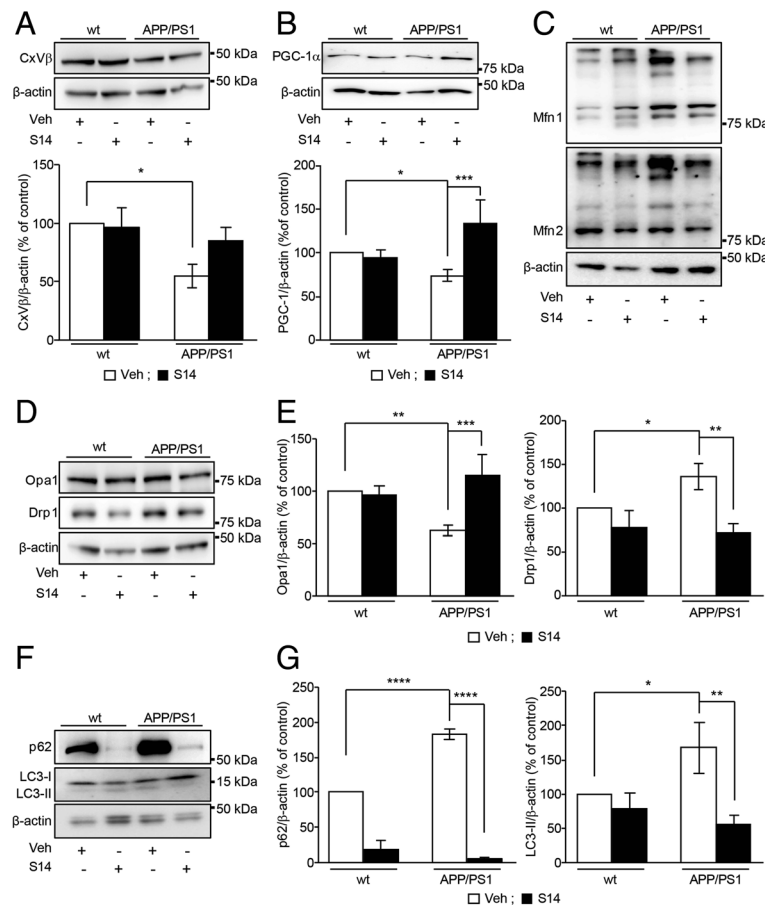 A
wt APP/PS1
CxVβ
50 kDa
β-actin
50 kDa
Veh + - + -
S14 - + - +
CxVβ/β-actin (% of control)
150
100
50
0
*
wt APP/PS1
Veh ; S14
B
wt APP/PS1
PGC-1α
75 kDa
β-actin
50 kDa
Veh + - + -
S14 - + - +
PGC-1/β-actin (%of control)
200
150
100
50
0
* ***
wt APP/PS1
Veh ; S14
C
wt APP/PS1
Mfn1
75 kDa
Mfn2
75 kDa
β-actin
50 kDa
Veh + - + -
S14 - + - +
D
wt APP/PS1
Opa1
75 kDa
Drp1
75 kDa
β-actin
50 kDa
Veh + - + -
S14 - + - +
E
Opa1/β-actin (% of control)
200
150
100
50
0
** ***
wt APP/PS1
Drp1/β-actin (% of control)
200
150
100
50
0
* **
wt APP/PS1
Veh ; S14
F
wt APP/PS1
p62
50 kDa
LC3-I
15 kDa
LC3-II
β-actin
50 kDa
Veh + - + -
S14 - + - +
G
p62/β-actin (% of control)
250
200
150
100
50
0
**** ****
wt APP/PS1
LC3-II/β-actin (% of control)
250
200
150
100
50
0
* **
wt APP/PS1
Veh ; S14